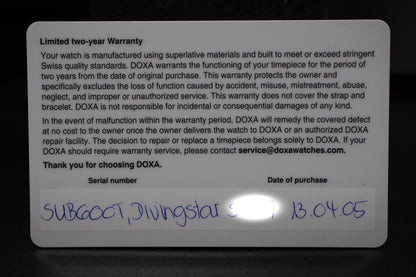 Limited two-year Warranty
Your watch is manufactured using superlative materials and built to meet or exceed stringent
Swiss quality standards. DOXA warrants the functioning of your timepiece for the period of
two years from the date of original purchase. This warranty protects the owner and
specifically excludes the loss of function caused by accident, misuse, mistreatment, abuse,
neglect, and improper or unauthorized service. This warranty does not cover the strap and
bracelet. DOXA is not responsible for incidental or consequential damages of any kind.
In the event of malfunction within the warranty period, DOXA will remedy the covered defect
at no cost to the owner once the owner delivers the watch to DOXA or an authorized DOXA
repair facility. The decision to repair or replace a timepiece belongs solely to DOXA. If your
DOXA should require warranty service, please contact service@doxawatches.com.
Thank you for choosing DOXA.
Serial number Date of purchase
SUB600T, Divingstar 13.04.05